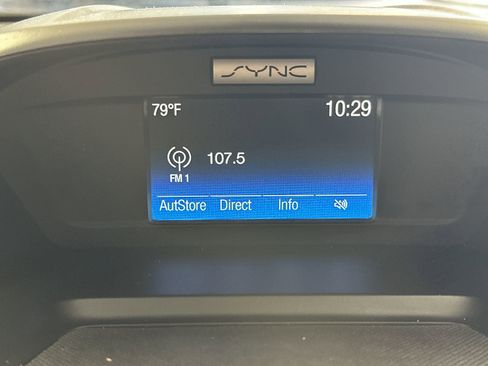 SYNC
79°F 10:29
107.5
FM 1
AutStore Direct Info